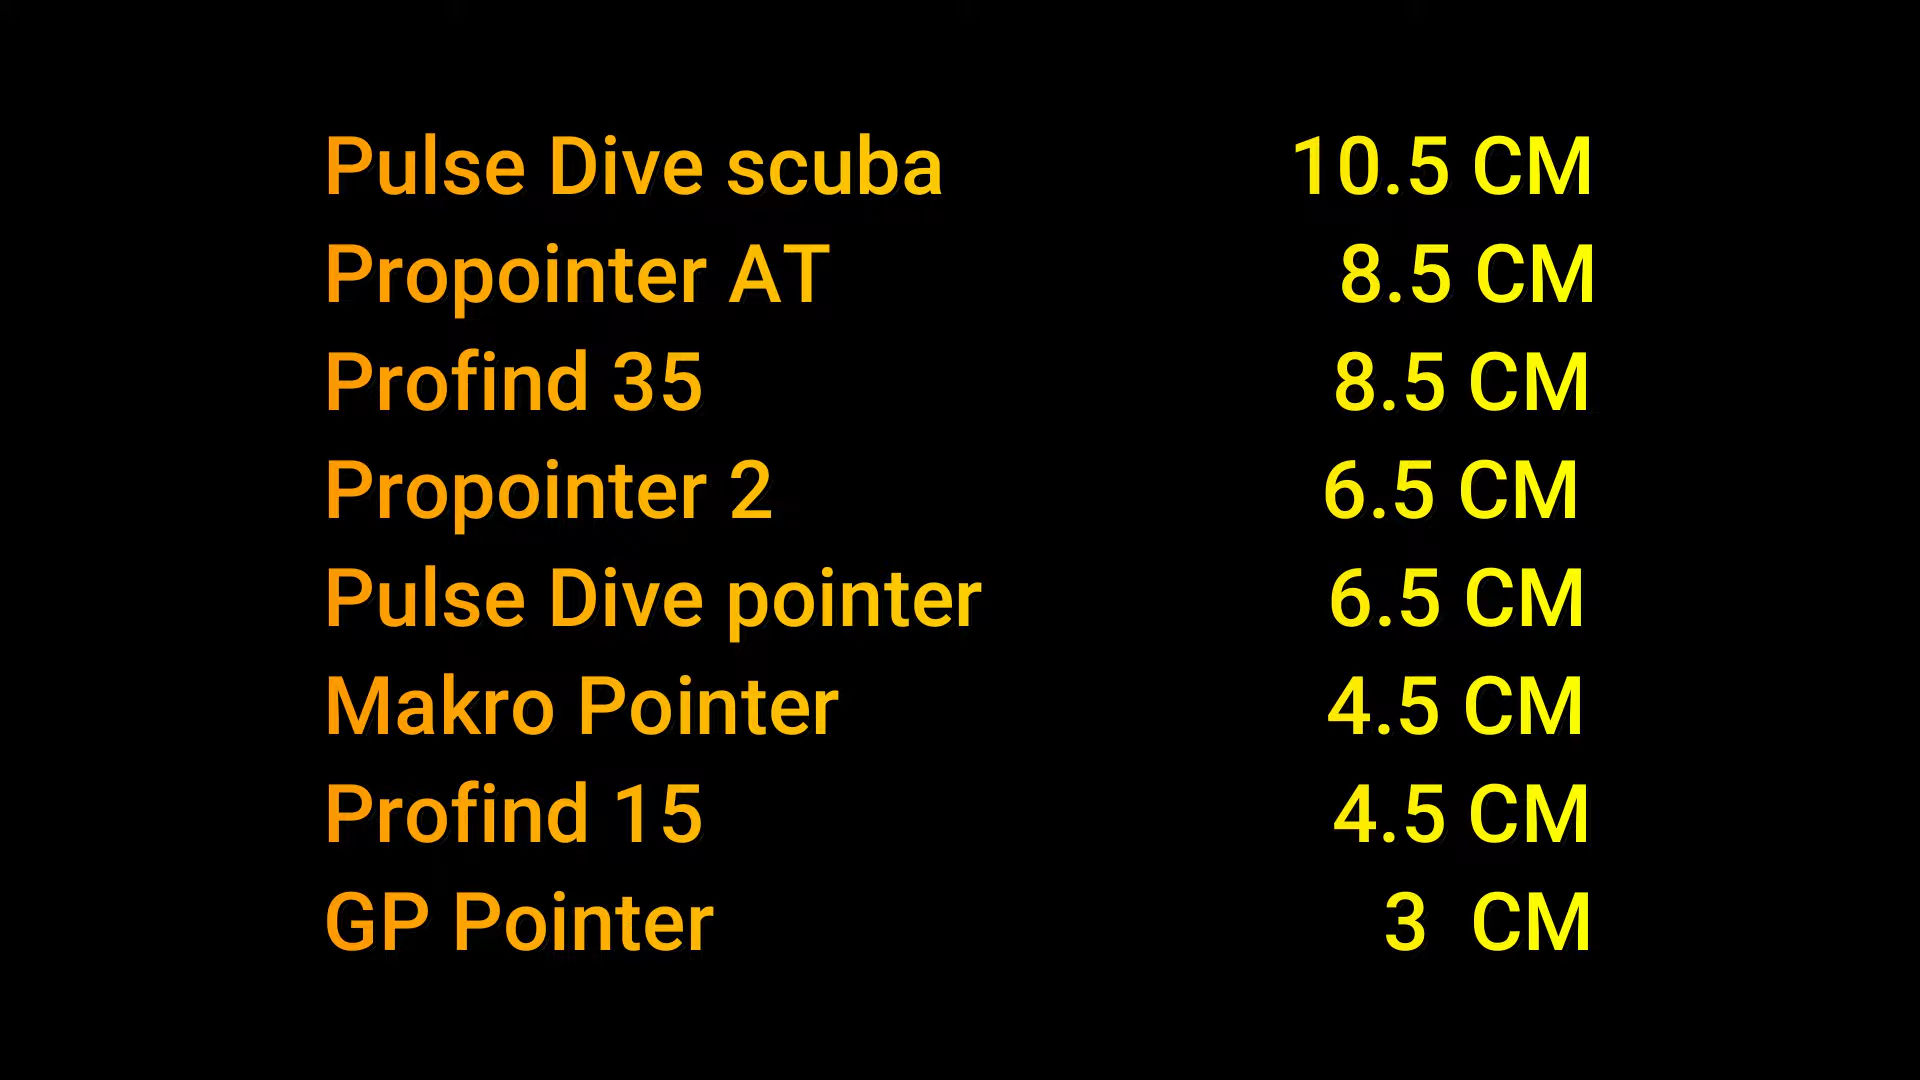 Pulse Dive scuba 10.5 CM
Propointer AT 8.5 CM
Profind 35 8.5 CM
Propointer 2 6.5 CM
Pulse Dive pointer 6.5 CM
Makro Pointer 4.5 CM
Profind 15 4.5 CM
GP Pointer 3 CM